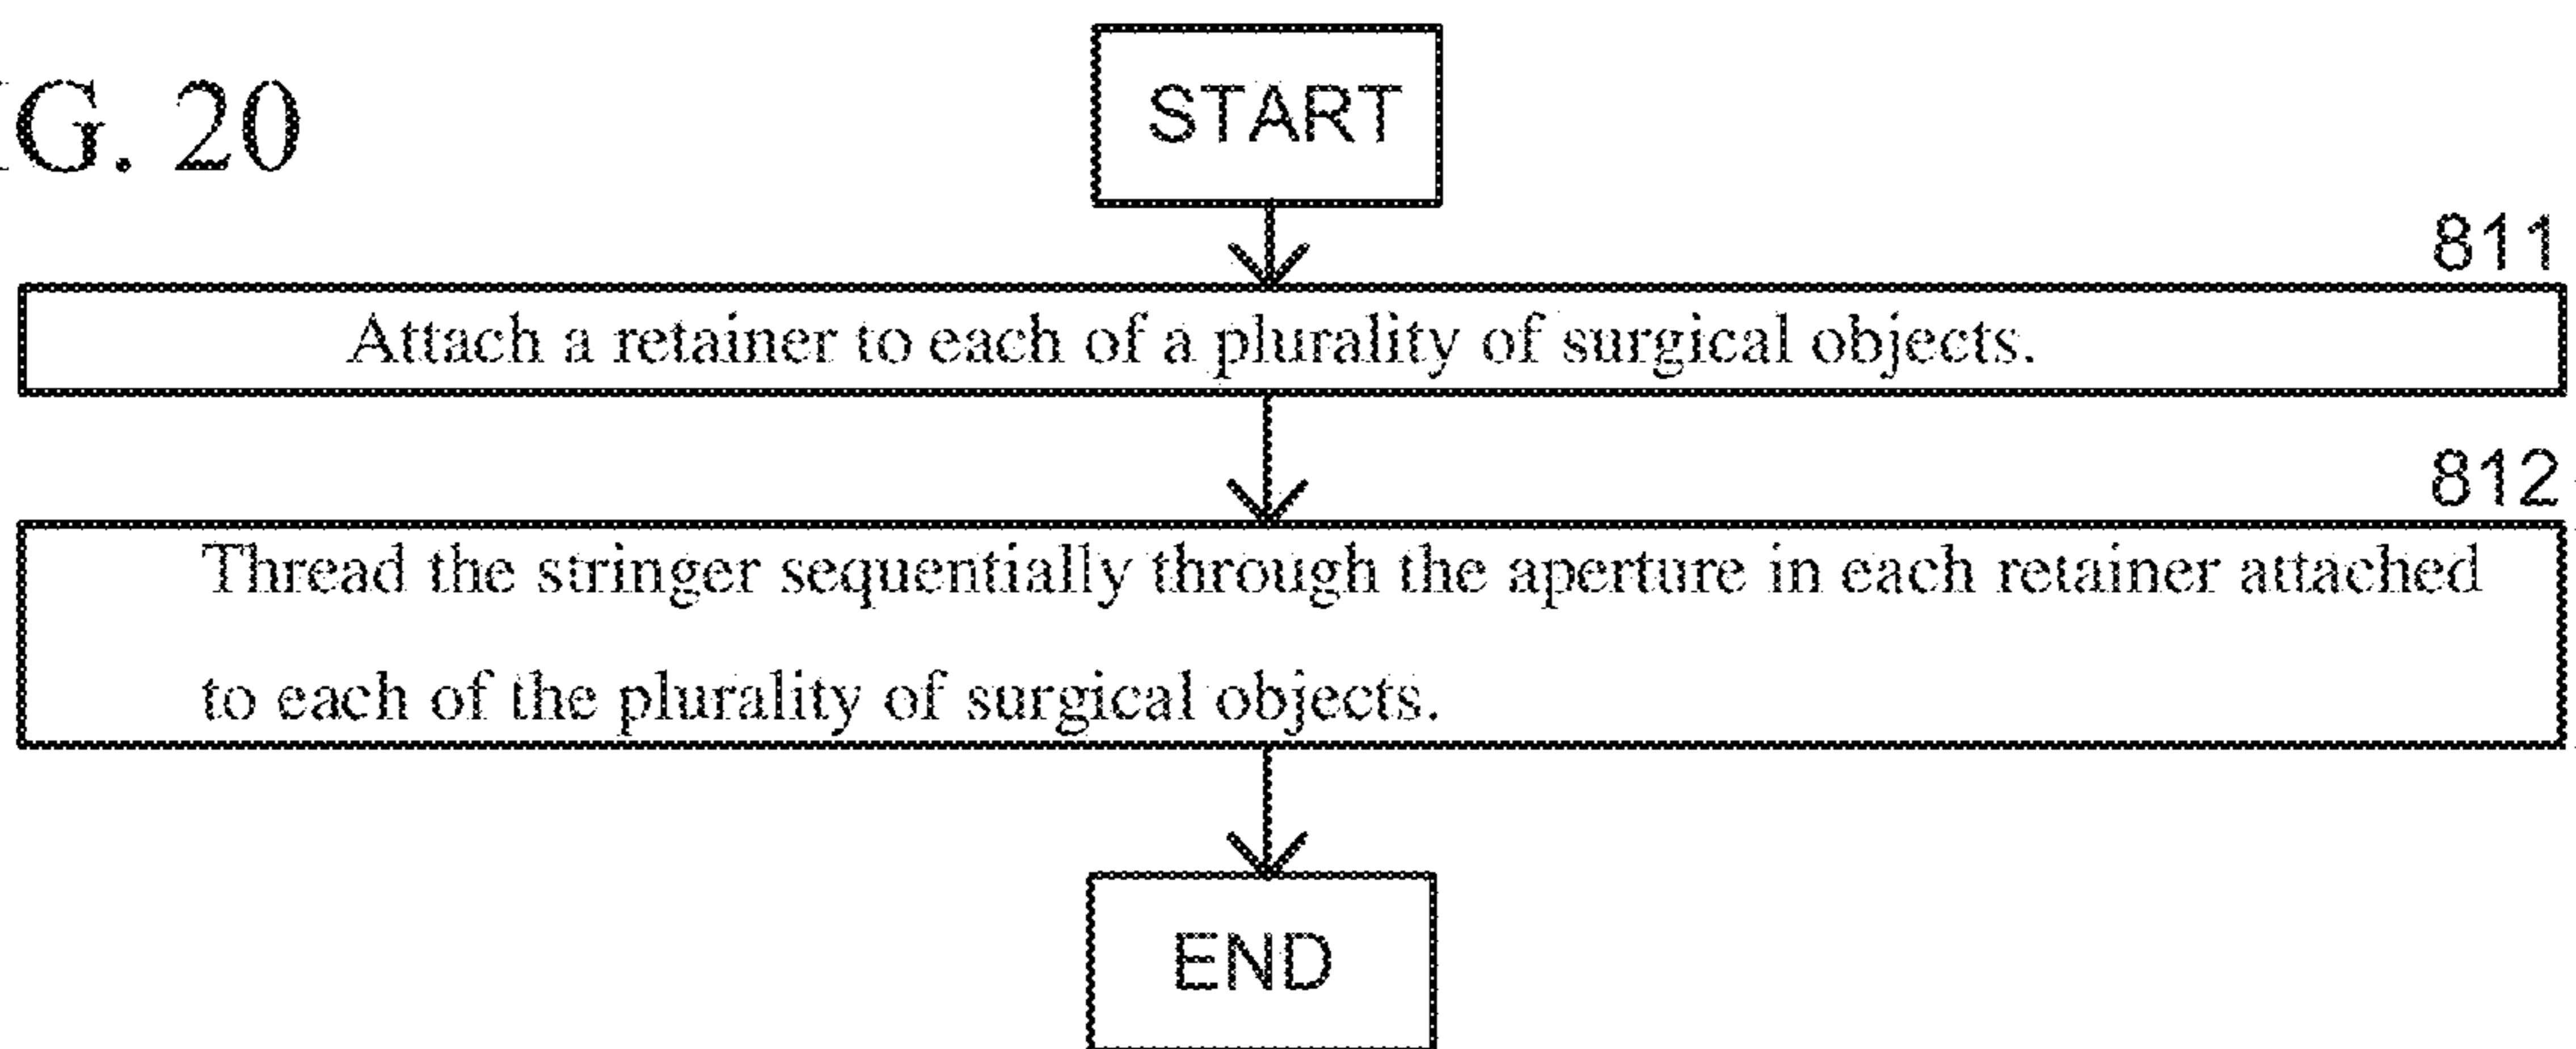 IG. 20
START
811
Attach a retainer to each of a plurality of surgical objects.
812
Thread the stringer sequentially through the aperture in each retainer attached
to each of the plurality of surgical objects.
END